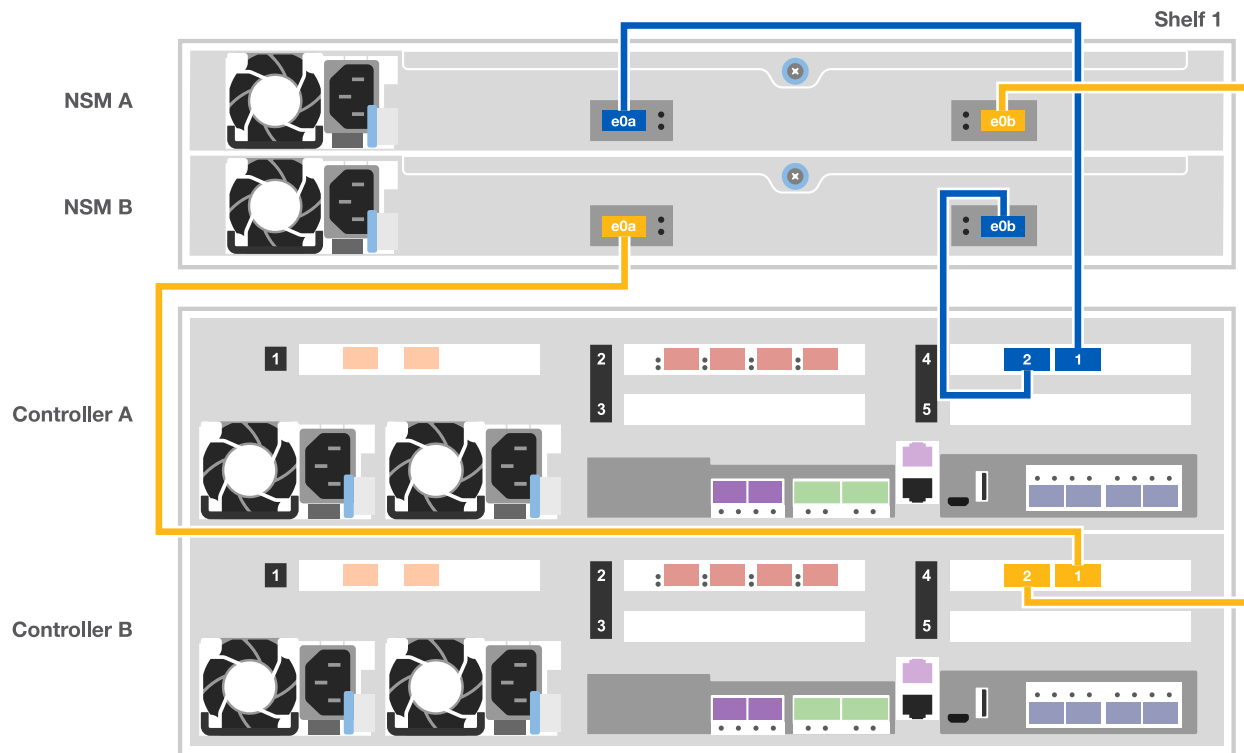 Shelf 1
NSM A
e0a e0b
NSM B
e0a e0b
1 2 4 2 1
Controller A
3 5
1 2 4 2 1
Controller B
3 5